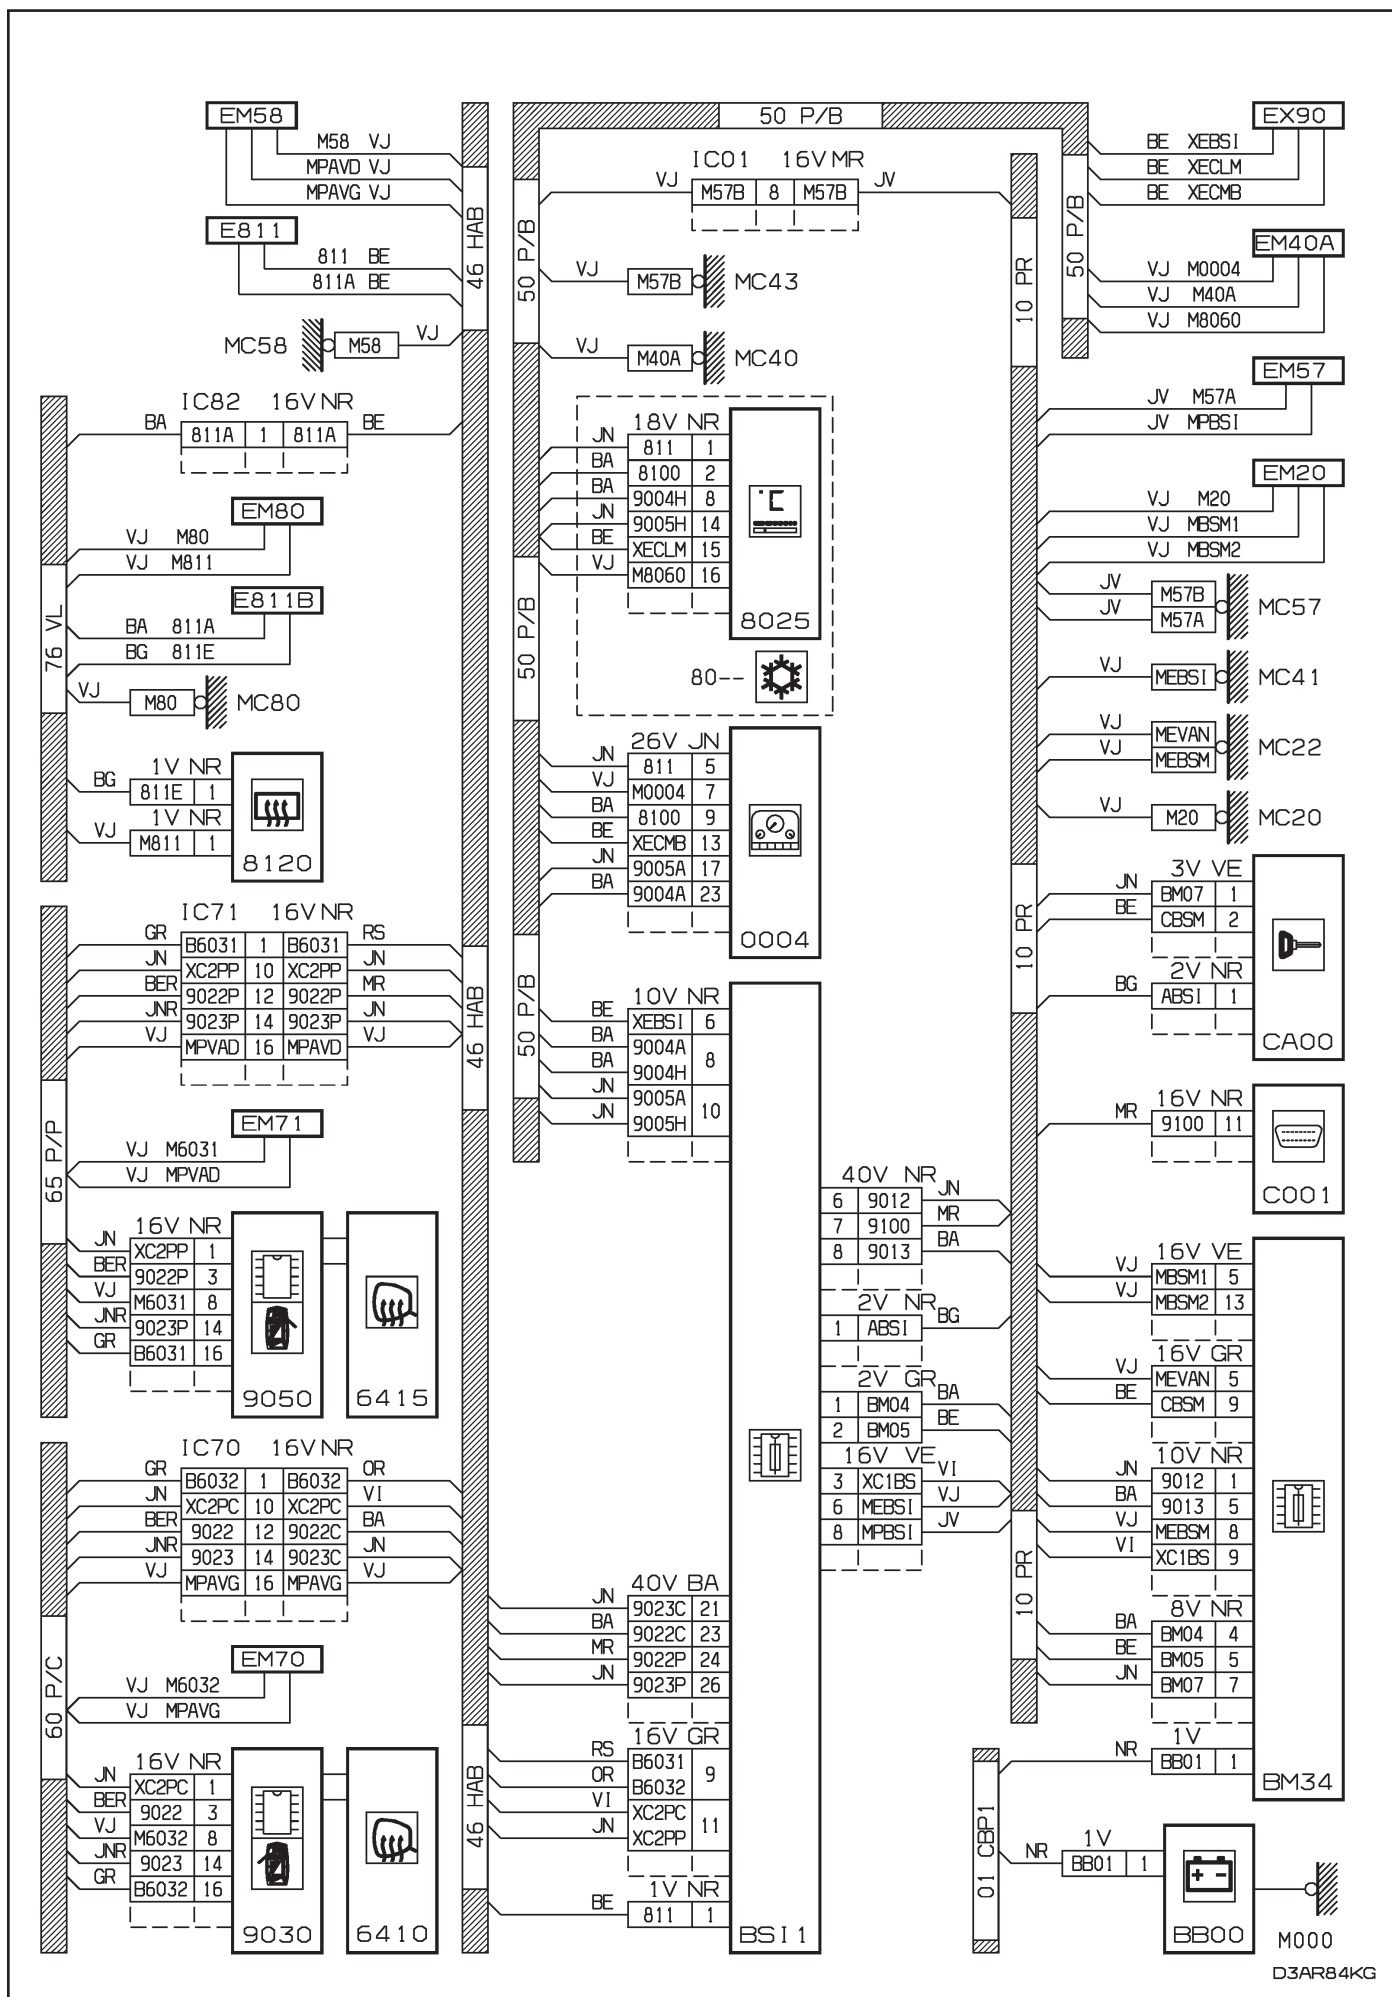 50 P/B
EM58
M58 VJ
MPAVD VJ
MPAVG VJ
E811
811 BE
811A BE
MC58 M58 VJ
46 HAB
IC82 16V NR
BA 811A 1 811A BE
EM80
VJ M80
VJ M811
E811B
BA 811A
BG 811E
VJ M80 MC80
76 VL
1V NR
BG 811E 1
1V NR
VJ M811 1
8120
IC71 16V NR
GR B6031 1 B6031 RS
JN XC2PP 10 XC2PP JN
BER 9022P 12 9022P MR
JNR 9023P 14 9023P JN
VJ MPVAD 16 MPAVD VJ
46 HAB
65 P/P
EM71
VJ M6031
VJ MPVAD
16V NR
JN XC2PP 1
BER 9022P 3
VJ M6031 8
JNR 9023P 14
GR B6031 16
9050
6415
IC70 16V NR
GR B6032 1 B6032 OR
JN XC2PC 10 XC2PC VI
BER 9022 12 9022C BA
JNR 9023 14 9023C JN
VJ MPAVG 16 MPAVG VJ
60 P/C
EM70
VJ M6032
VJ MPAVG
16V NR
JN XC2PC 1
BER 9022 3
VJ M6032 8
JNR 9023 14
GR B6032 16
9030
6410
46 HAB
50 P/B
IC01 16V MR
VJ M57B 8 M57B JV
VJ M57B MC43
VJ M40A MC40
18V NR
JN 811 1
BA 8100 2
BA 9004H 8
JN 9005H 14
BE XECLM 15
VJ M8060 16
°C
8025
80--
50 P/B
26V JN
JN 811 5
VJ M0004 7
BA 8100 9
BE XECMB 13
JN 9005A 17
BA 9004A 23
0004
50 P/B
10V NR
BE XEBSI 6
BA 9004A
BA 9004H
8
JN 9005A
JN 9005H
10
40V NR
6 9012 JN
7 9100 MR
8 9013 BA
2V NR
1 ABSI BG
2V GR
1 BM04 BA
2 BM05 BE
16V VE
3 XC1BS VI
6 MEBSI VJ
8 MPBSI JV
40V BA
JN 9023C 21
BA 9022C 23
MR 9022P 24
JN 9023P 26
16V GR
RS B6031
OR B6032
9
VI XC2PC
JN XC2PP
11
1V NR
BE 811 1
BSI1
10 PR
50 P/B
EX90
BE XEBSI
BE XECLM
BE XECMB
EM40A
VJ M0004
VJ M40A
VJ M8060
EM57
JV M57A
JV MPBSI
EM20
VJ M20
VJ MBSM1
VJ MBSM2
JV M57B
JV M57A
MC57
VJ MEBSI MC41
VJ MEVAN
VJ MEBSM
MC22
VJ M20 MC20
10 PR
3V VE
JN BM07 1
BE CBSM 2
2V NR
BG ABSI 1
CA00
16V NR
MR 9100 11
C001
16V VE
VJ MBSM1 5
VJ MBSM2 13
16V GR
VJ MEVAN 5
BE CBSM 9
10V NR
JN 9012 1
BA 9013 5
VJ MEBSM 8
VI XC1BS 9
10 PR
8V NR
BA BM04 4
BE BM05 5
JN BM07 7
1V
NR BB01 1
BM34
01 CBP1
1V
NR BB01 1
+ -
BB00
M000
D3AR84KG